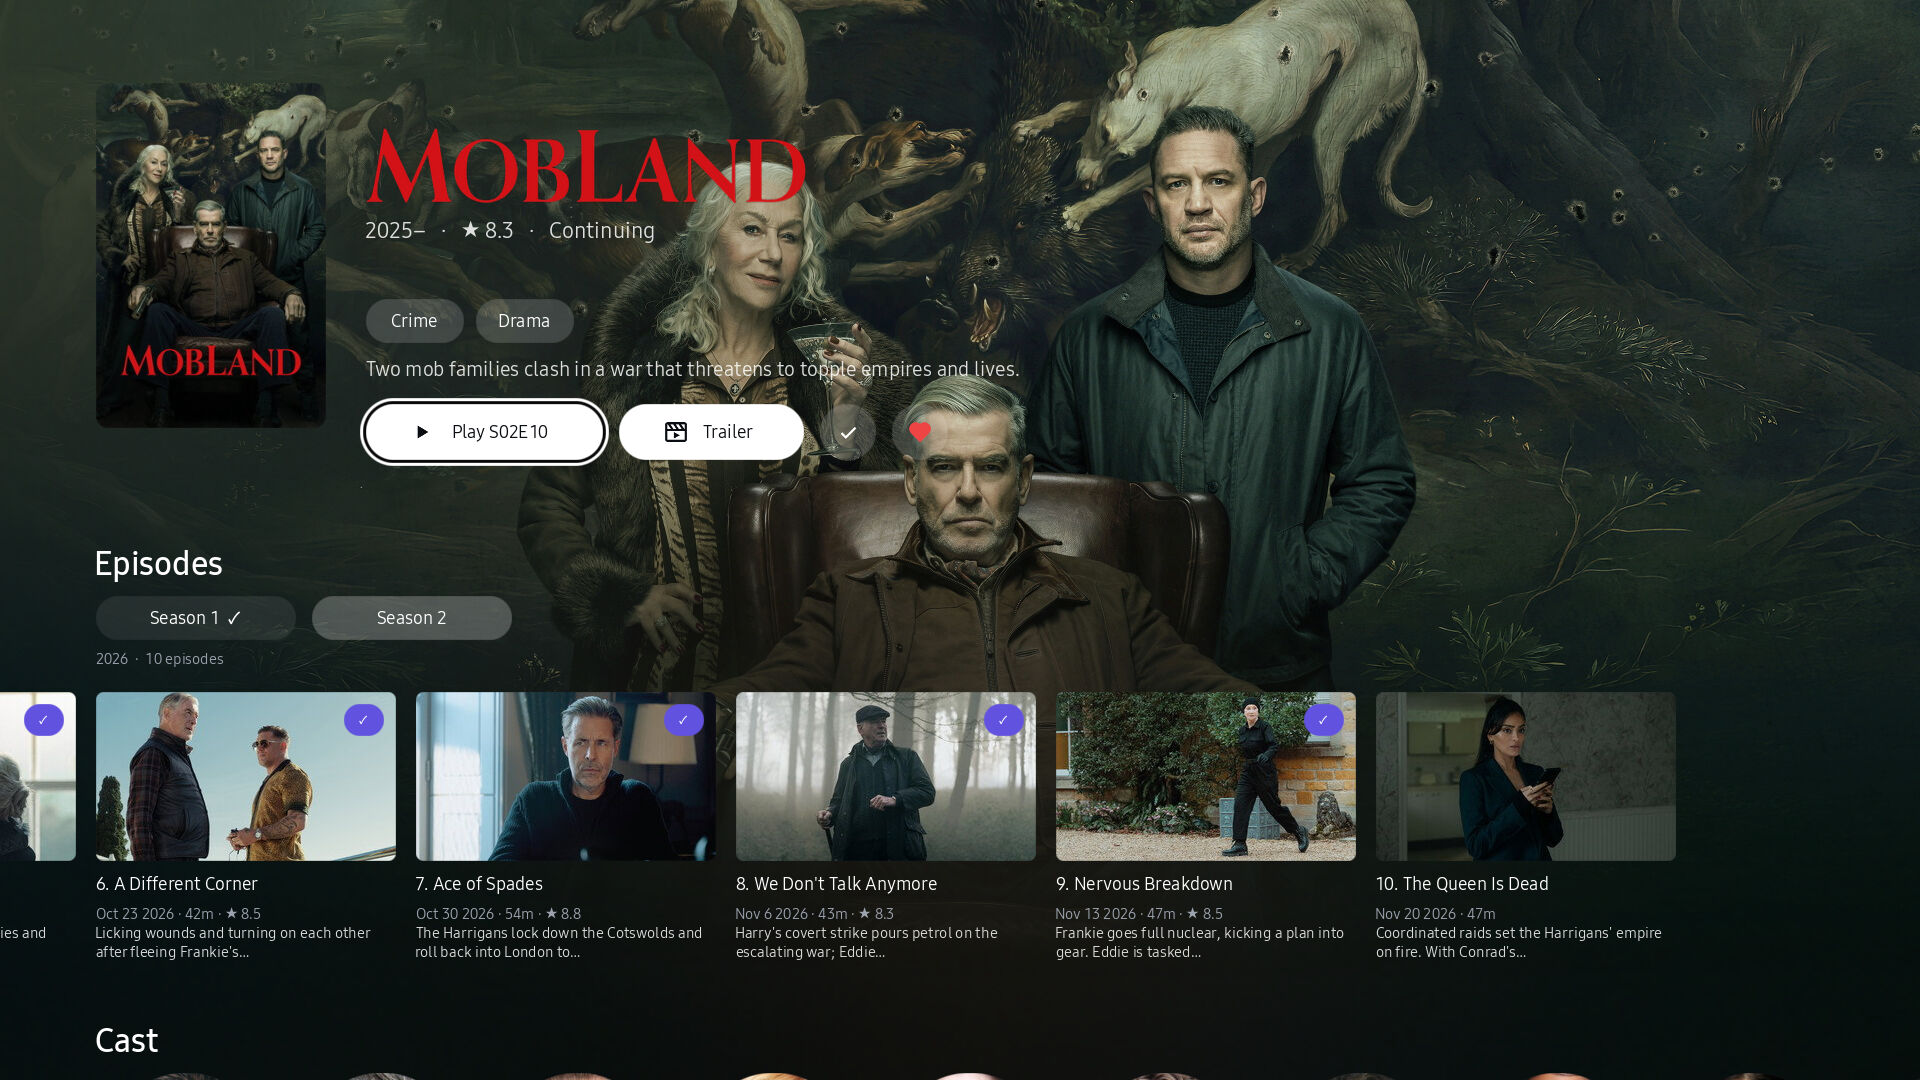 MOBLAND
MOBLAND
2025– · ★ 8.3 · Continuing
Crime
Drama
Two mob families clash in a war that threatens to topple empires and lives.
Play S02E10
Trailer
Episodes
Season 1 ✓
Season 2
2026 · 10 episodes
ies and
6. A Different Corner
Oct 23 2026 · 42m · ★ 8.5
Licking wounds and turning on each other
after fleeing Frankie's...
7. Ace of Spades
Oct 30 2026 · 54m · ★ 8.8
The Harrigans lock down the Cotswolds and
roll back into London to...
8. We Don't Talk Anymore
Nov 6 2026 · 43m · ★ 8.3
Harry's covert strike pours petrol on the
escalating war; Eddie...
9. Nervous Breakdown
Nov 13 2026 · 47m · ★ 8.5
Frankie goes full nuclear, kicking a plan into
gear. Eddie is tasked...
10. The Queen Is Dead
Nov 20 2026 · 47m
Coordinated raids set the Harrigans' empire
on fire. With Conrad's...
Cast